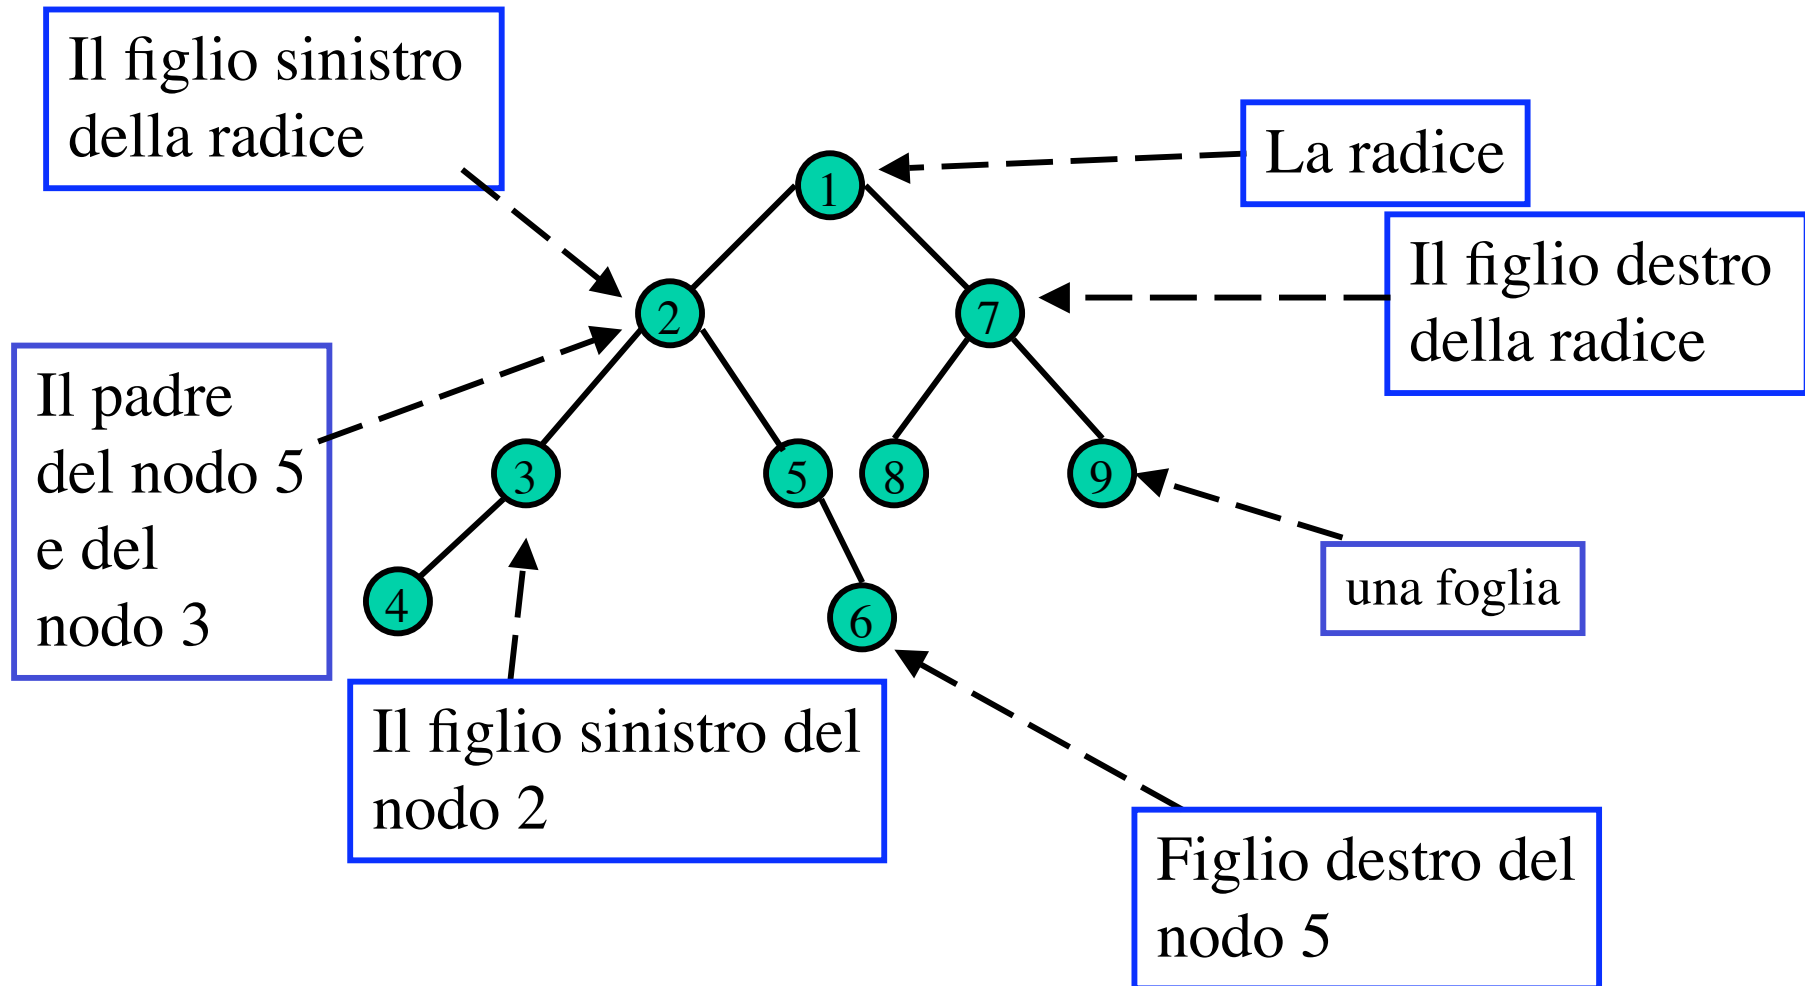 Il figlio sinistro
della radice
La radice
1
Il figlio destro
della radice
2
7
Il padre
del nodo 5
e del
nodo 3
3
5
8
9
4
6
una foglia
Il figlio sinistro del
nodo 2
Figlio destro del
nodo 5